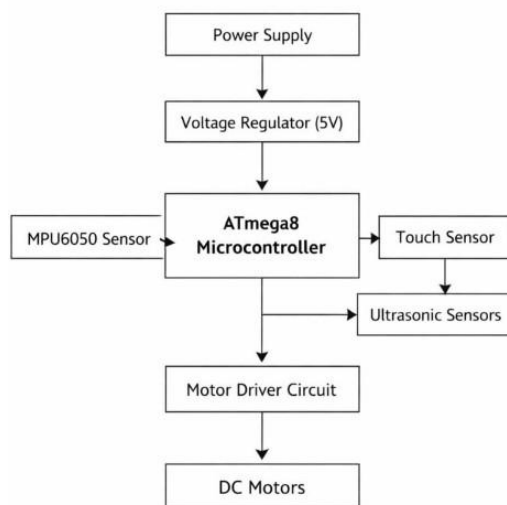 Power Supply
Voltage Regulator (5V)
ATmega8
Microcontroller
MPU6050 Sensor
Touch Sensor
Ultrasonic Sensors
Motor Driver Circuit
DC Motors